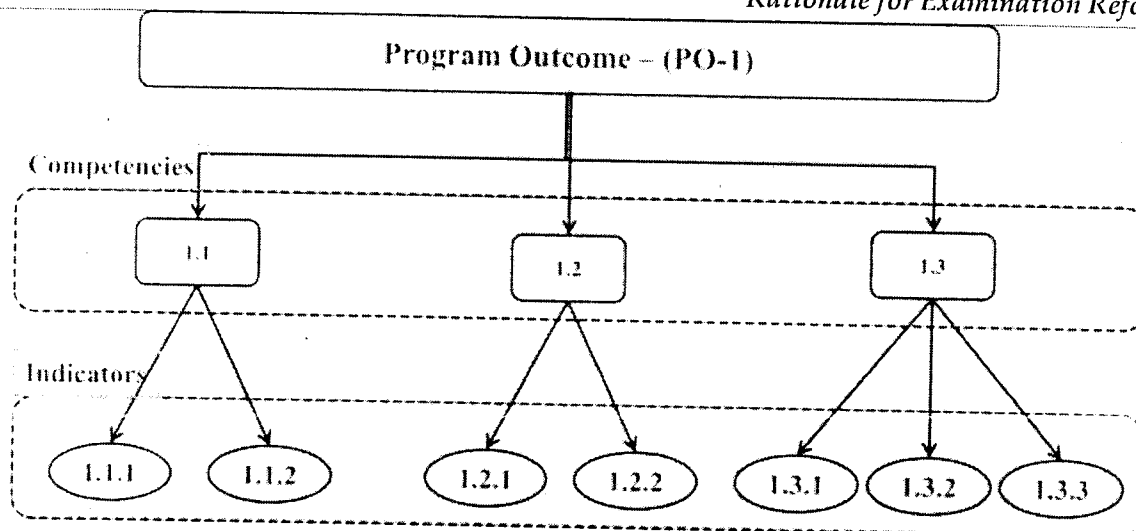 Rationale for Examination Refo
Program Outcome – (PO-1)
Competencies
1.1
1.2
1.3
Indicators
1.1.1
1.1.2
1.2.1
1.2.2
1.3.1
1.3.2
1.3.3